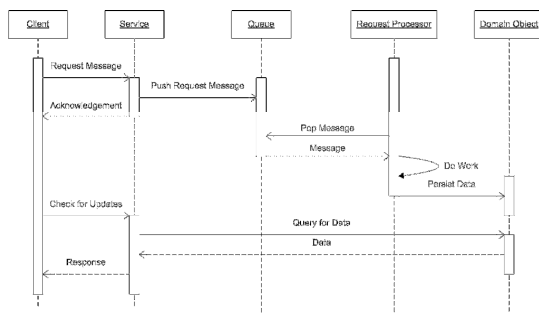 Client
Service
Queue
Request Processor
Domain Object
Request Message
Push Request Message
Acknowledgement
Pop Message
Message
Do Work
Persist Data
Check for Updates
Query for Data
Data
Response